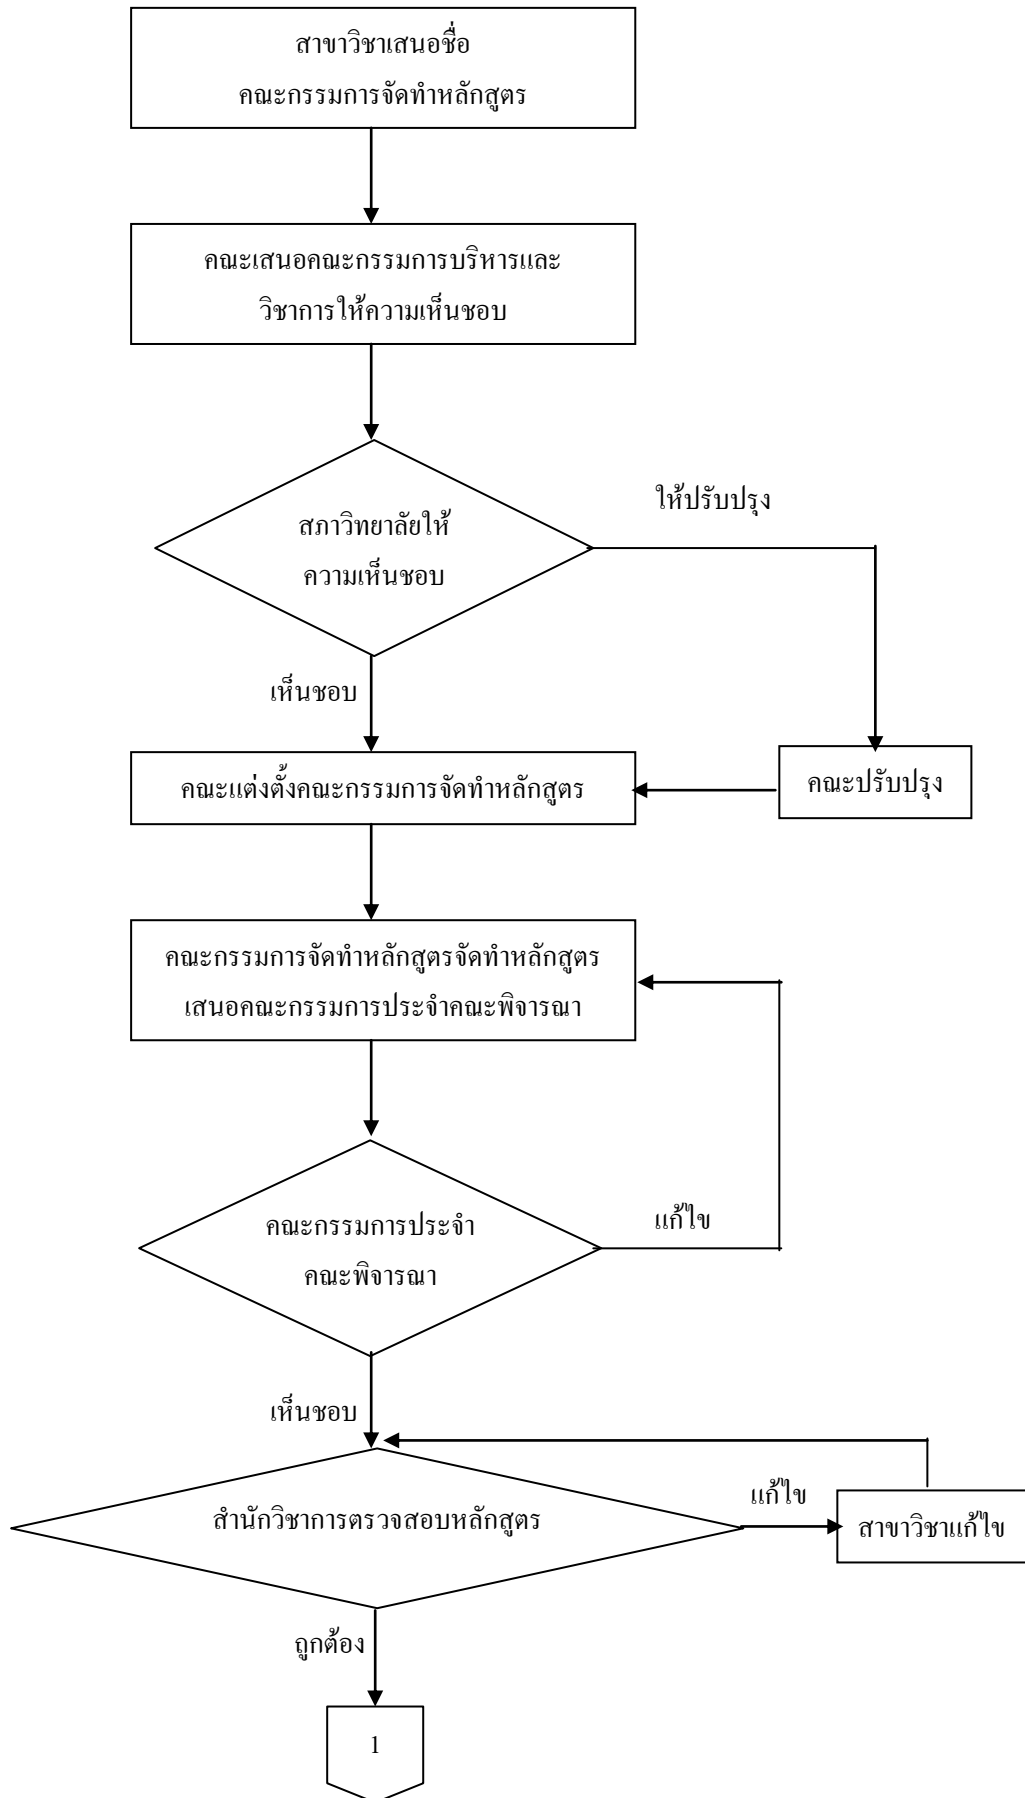 สาขาวิชาเสนอชื่อ
คณะกรรมการจัดทำหลักสูตร
คณะเสนอคณะกรรมการบริหารและ
วิชาการให้ความเห็นชอบ
สภาวิทยาลัยให้
ความเห็นชอบ
ให้ปรับปรุง
เห็นชอบ
คณะแต่งตั้งคณะกรรมการจัดทำหลักสูตร
คณะปรับปรุง
คณะกรรมการจัดทำหลักสูตรจัดทำหลักสูตร
เสนอคณะกรรมการประจำคณะพิจารณา
คณะกรรมการประจำ
คณะพิจารณา
แก้ไข
เห็นชอบ
สำนักวิชาการตรวจสอบหลักสูตร
แก้ไข
สาขาวิชาแก้ไข
ถูกต้อง
1